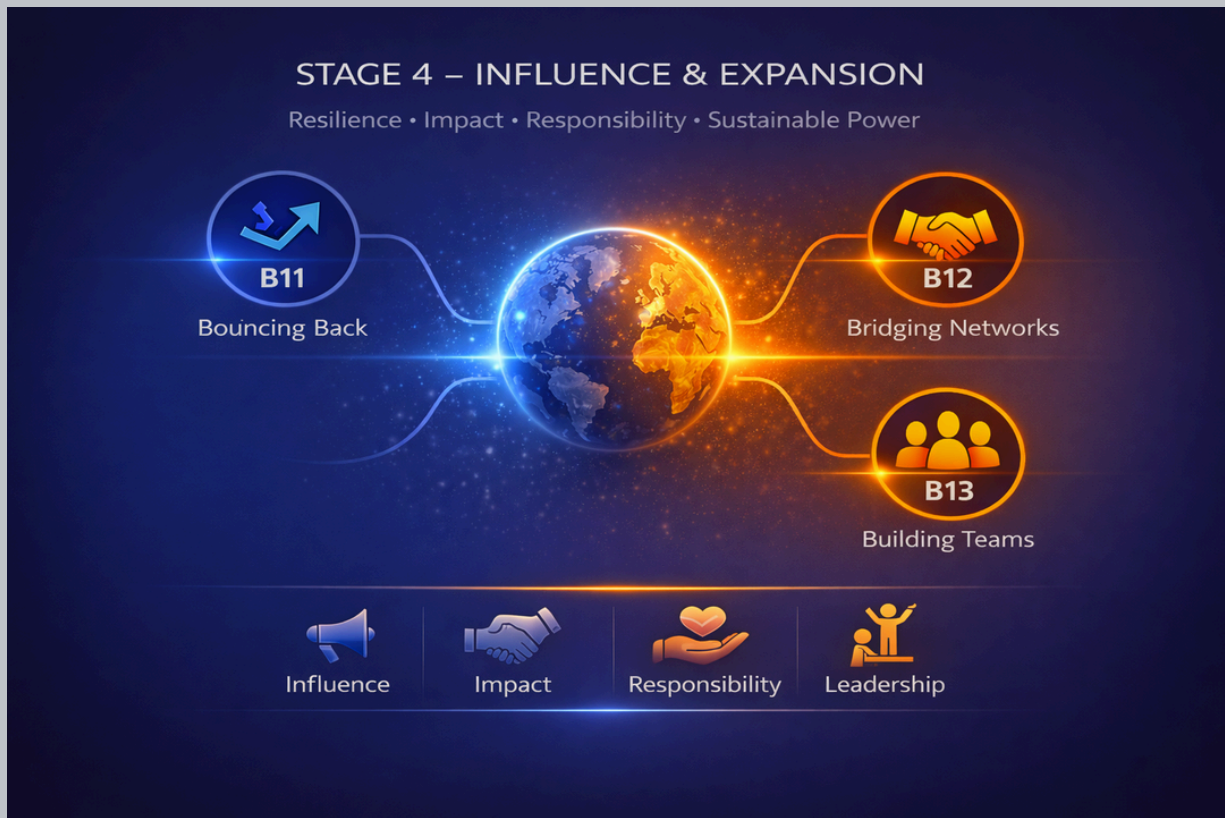 STAGE 4 – INFLUENCE & EXPANSION
Resilience • Impact • Responsibility • Sustainable Power
B11
Bouncing Back
B12
Bridging Networks
B13
Building Teams
Influence
Impact
Responsibility
Leadership